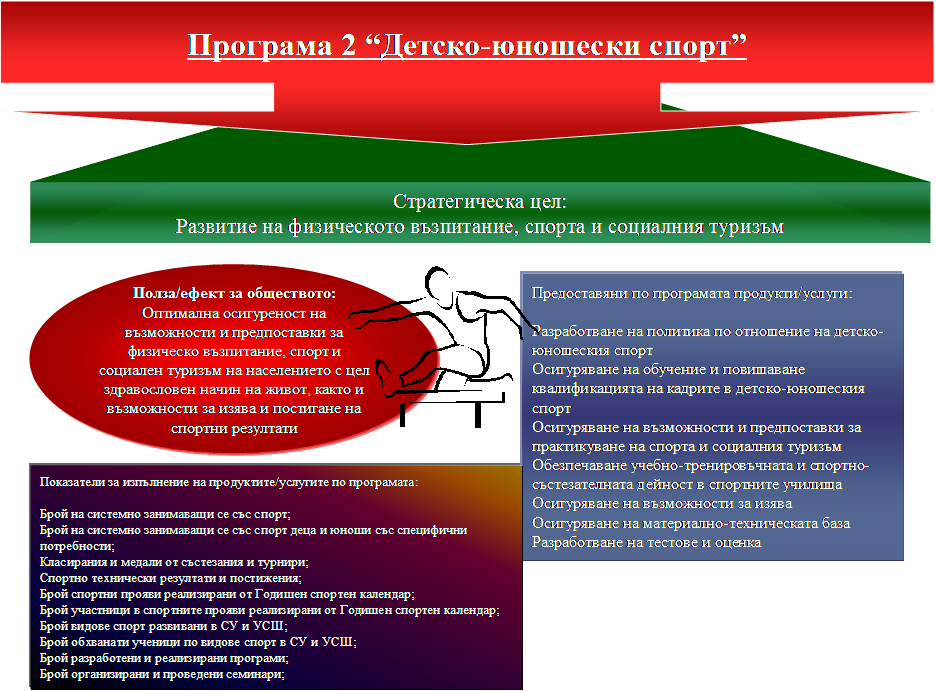 Програма 2 “Детско-юношески спорт”
Стратегическа цел:
Развитие на физическото възпитание, спорта и социалния туризъм
Полза/ефект за обществото:
Оптимална осигуреност на
възможности и предпоставки за
физическо възпитание, спорт и
социален туризъм на населението с цел
здравословен начин на живот, както и
възможности за изява и постигане на
спортни резултати
Предоставяни по програмата продукти/услуги:
Разработване на политика по отношение на детско-
юношеския спорт
Осигуряване на обучение и повишаване
квалификацията на кадрите в детско-юношеския
спорт
Осигуряване на възможности и предпоставки за
практикуване на спорта и социалния туризъм
Обезпечаване учебно-тренировъчната и спортно-
състезателната дейност в спортните училища
Осигуряване на възможности за изява
Осигуряване на материално-техническата база
Разработване на тестове и оценка
Показатели за изпълнение на продуктите/услугите по програмата:
Брой на системно занимаващи се със спорт;
Брой на системно занимаващи се със спорт деца и юноши със специфични
потребности;
Класирания и медали от състезания и турнири;
Спортно технически резултати и постижения;
Брой спортни прояви реализирани от Годишен спортен календар;
Брой участници в спортните прояви реализирани от Годишен спортен календар;
Брой видове спорт развивани в СУ и УСШ;
Брой обхванати ученици по видове спорт в СУ и УСШ;
Брой разработени и реализирани програми;
Брой организирани и проведени семинари;